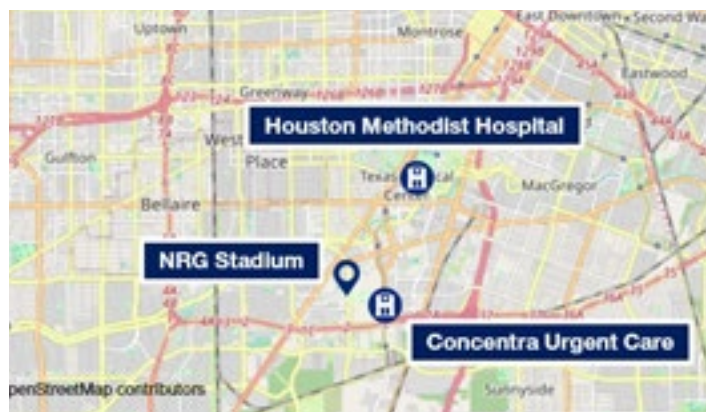 Uptown
Montrose
East Downtown
Second Wa
Eastwood
Greenway
Houston Methodist Hospital
West
Place
Gulfton
Texas
cal
Center
MacGregor
Bellaire
NRG Stadium
Concentra Urgent Care
penStreetMap contributors
Sunnyside